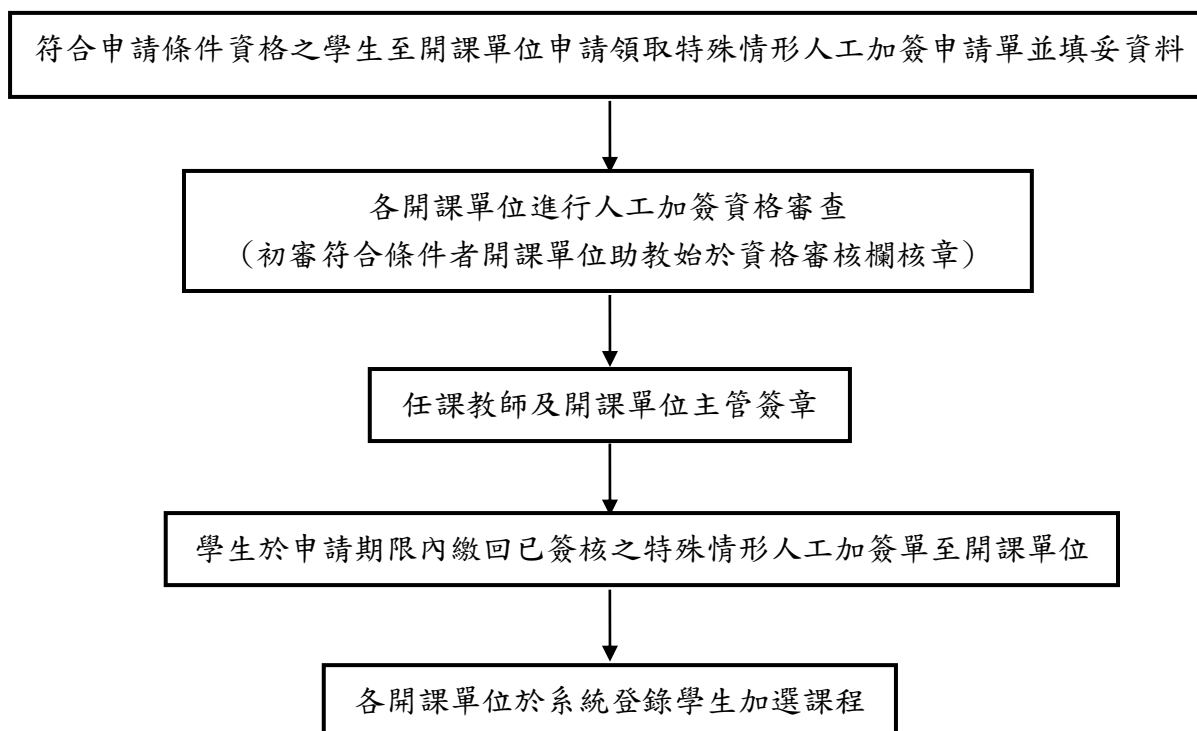 符合申請條件資格之學生至開課單位申請領取特殊情形人工加簽申請單並填妥資料
各開課單位進行人工加簽資格審查
（初審符合條件者開課單位助教始於資格審核欄核章）
任課教師及開課單位主管簽章
學生於申請期限內繳回已簽核之特殊情形人工加簽單至開課單位
各開課單位於系統登錄學生加選課程